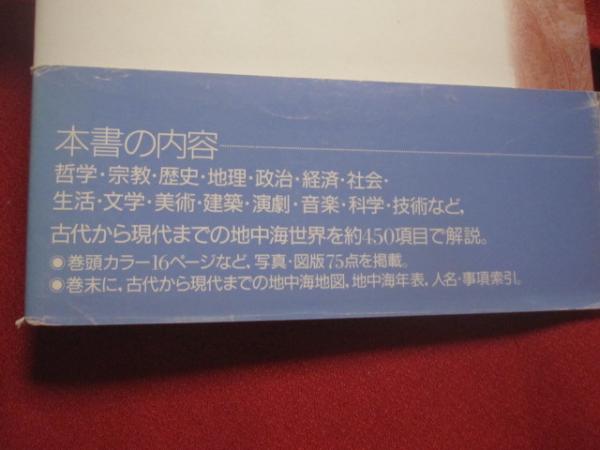 本書の内容
哲学・宗教・歴史・地理・政治・経済・社会・
生活・文学・美術・建築・演劇・音楽・科学・技術など,
古代から現代までの地中海世界を約450項目で解説。
●巻頭カラー16ページなど, 写真・図版75点を掲載。
●巻末に, 古代から現代までの地中海地図, 地中海年表, 人名・事項索引。